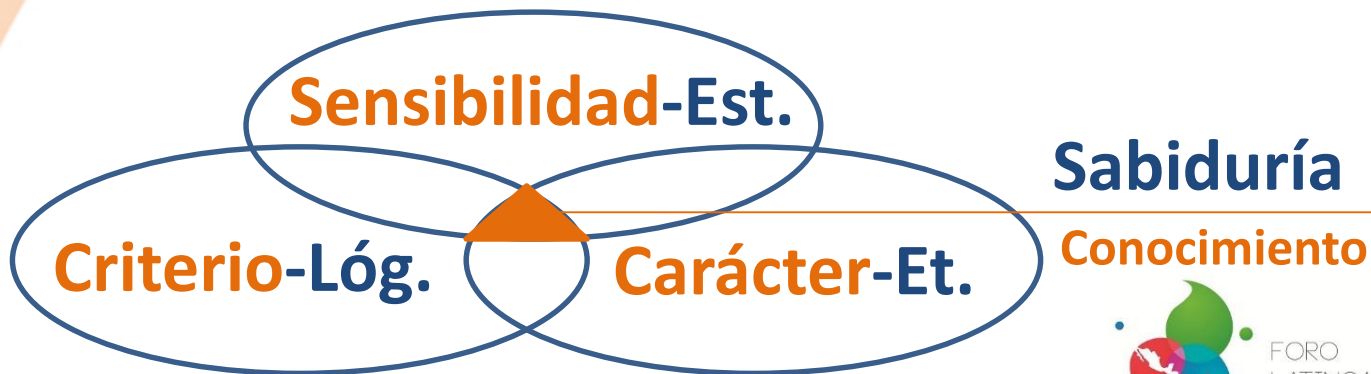 Sensibilidad-Est.
Sabiduría
Criterio-Lóg.
Carácter-Et.
Conocimiento
FORO